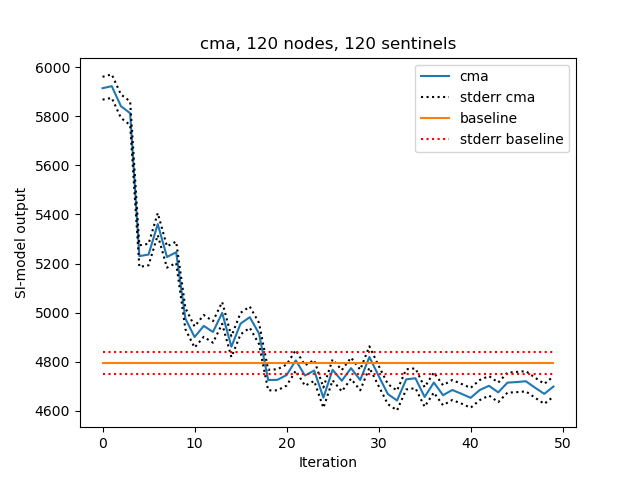 cma, 120 nodes, 120 sentinels
cma
stderr cma
baseline
stderr baseline
6000
5800
5600
5400
5200
5000
4800
4600
SI-model output
0 10 20 30 40 50
Iteration